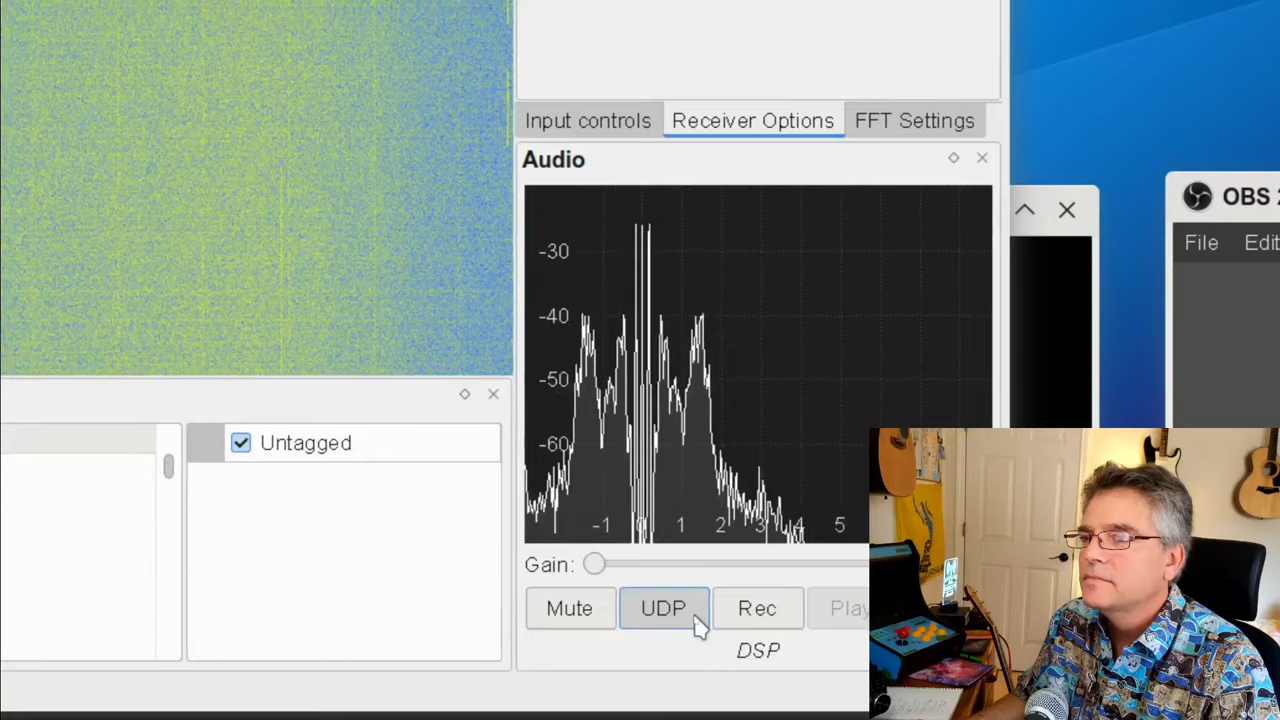 Input controls
Receiver Options
FFT Settings
Audio
OBS
File
-30
-40
-50
Untagged
-60
-1
1
2
3
4
5
Gain:
Mute
UDP
Rec
DSP